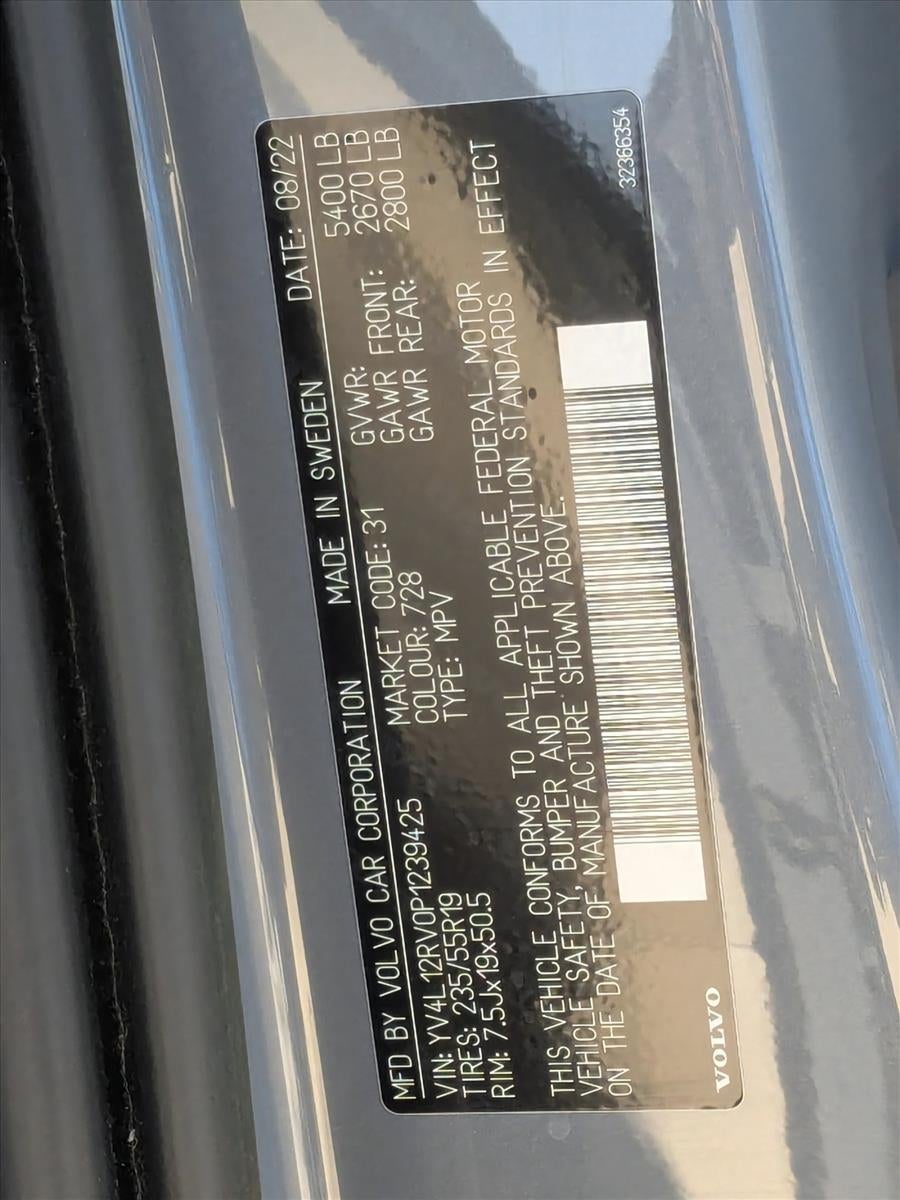 MFD BY VOLVO CAR CORPORATION MADE IN SWEDEN DATE: 08/22
VIN: YV4L12RV0P1239425 MARKET CODE: 31 GVWR: 5400 LB
TIRES: 235/55R19 COLOUR: 728 GAWR FRONT: 2670 LB
RIM: 7.5Jx19x50.5 TYPE: MPV GAWR REAR: 2800 LB
THIS VEHICLE CONFORMS TO ALL APPLICABLE FEDERAL MOTOR
VEHICLE SAFETY, BUMPER AND THEFT PREVENTION STANDARDS IN EFFECT
ON THE DATE OF MANUFACTURE SHOWN ABOVE.
VOLVO 32366354